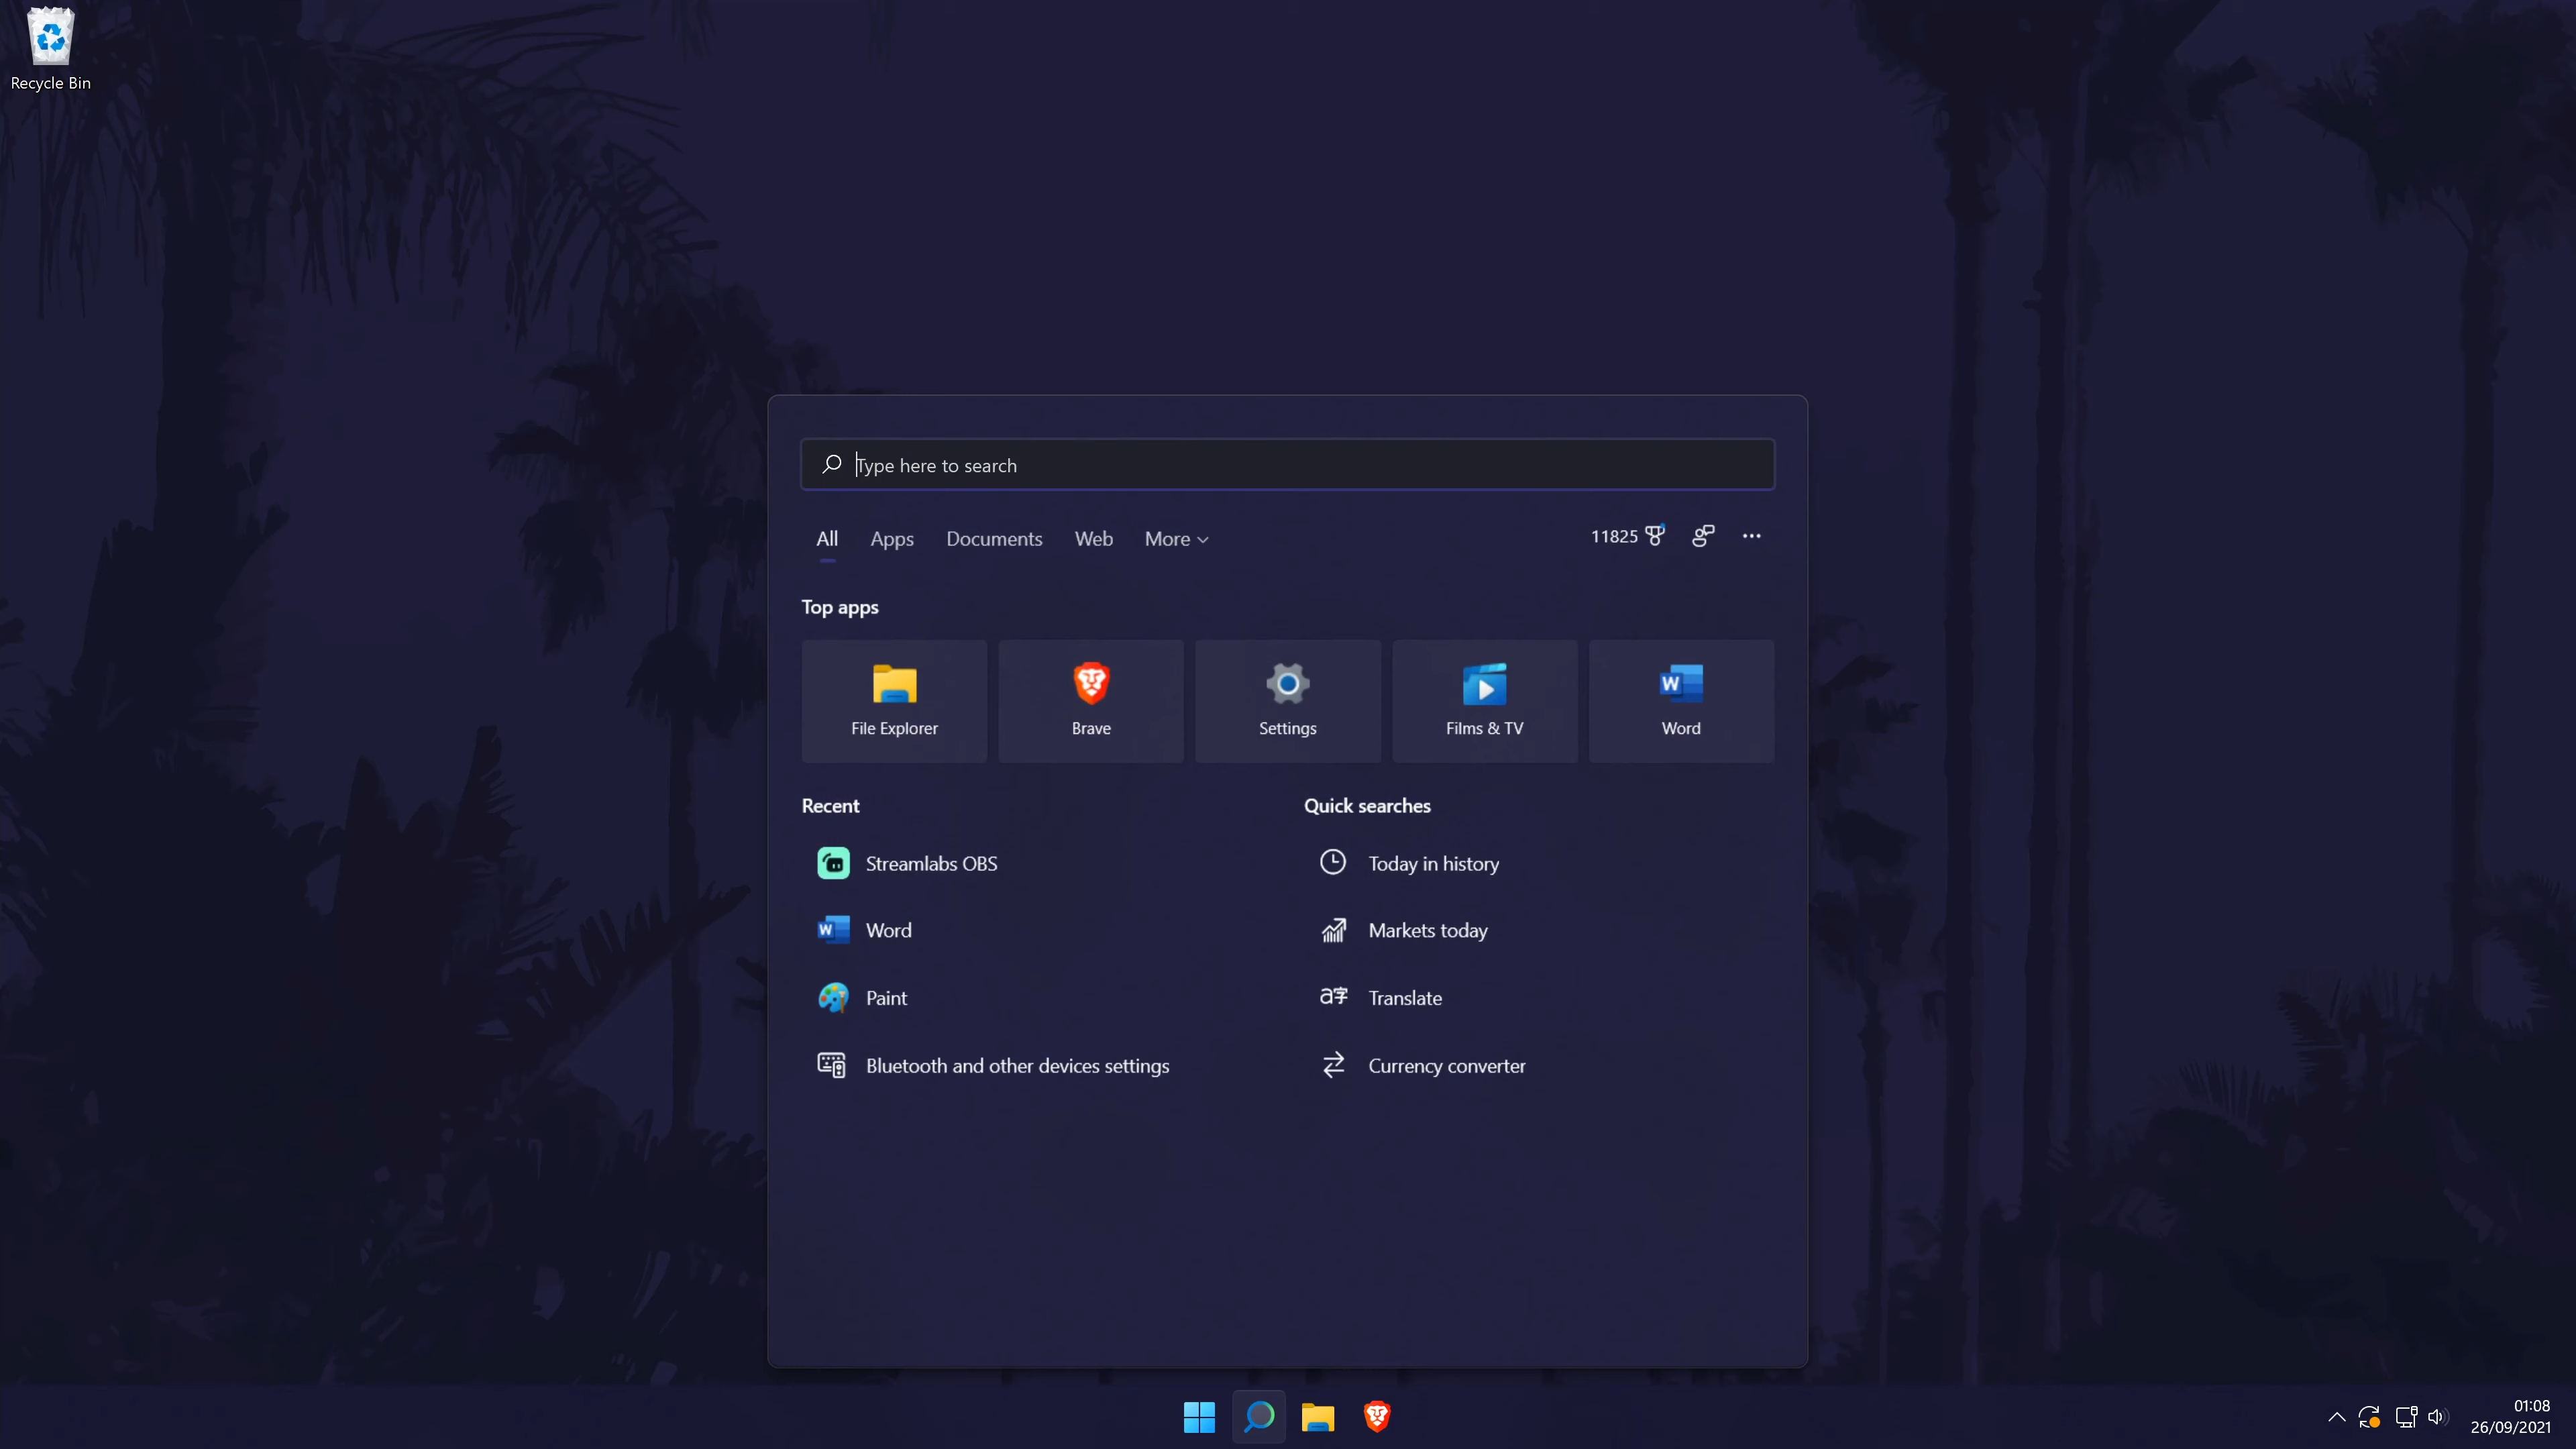 Recycle Bin
Type here to search
All Apps Documents Web More
11825
Top apps
File Explorer Brave Settings Films & TV Word
Recent
Streamlabs OBS
Word
Paint
Bluetooth and other devices settings
Quick searches
Today in history
Markets today
Translate
Currency converter
01:08
26/09/2021